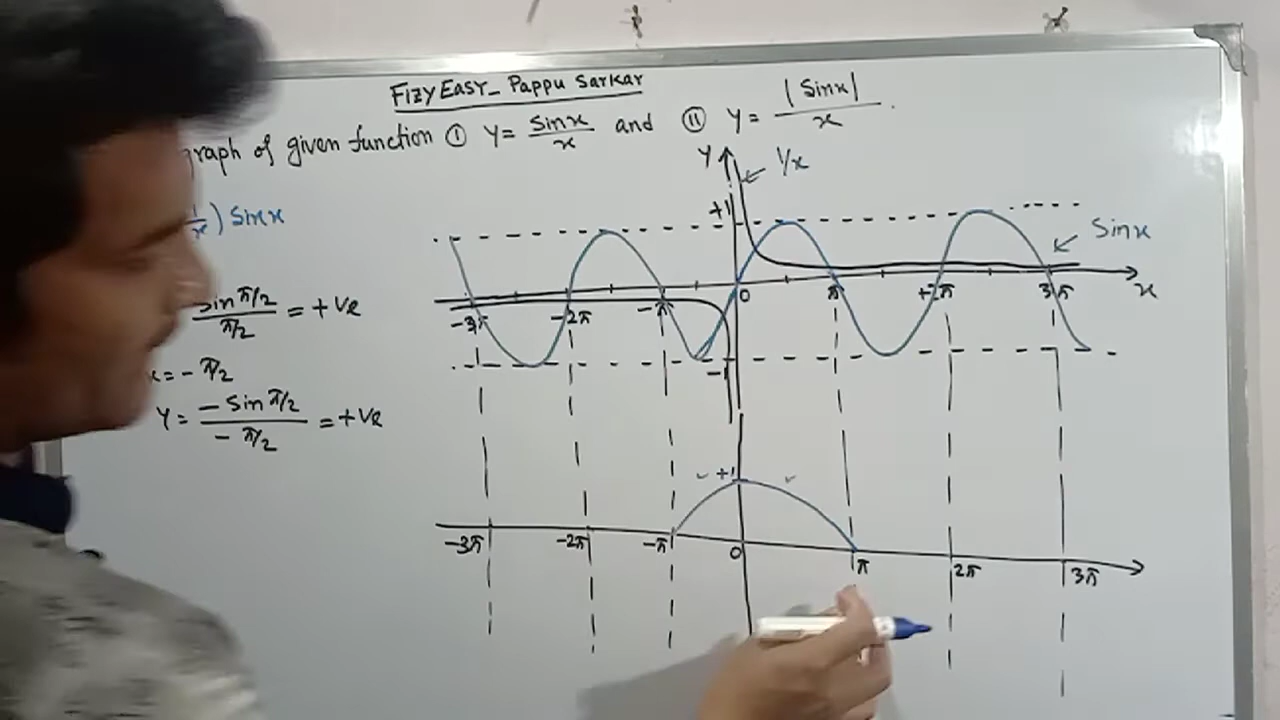 FizyEasy_ Pappu Sarkar
graph of given function ① Y = sinx/x and ⑪ Y = |Sinx|/x .
Y
1/x
/x) Sinx
+1
Sinx
0 π +2π 3π x
-3π -2π -π
sin π/2 / π/2 = +ve
x = - π/2
-1
Y = - Sin π/2 / - π/2 = +ve
+1
-3π -2π -π 0 π 2π 3π